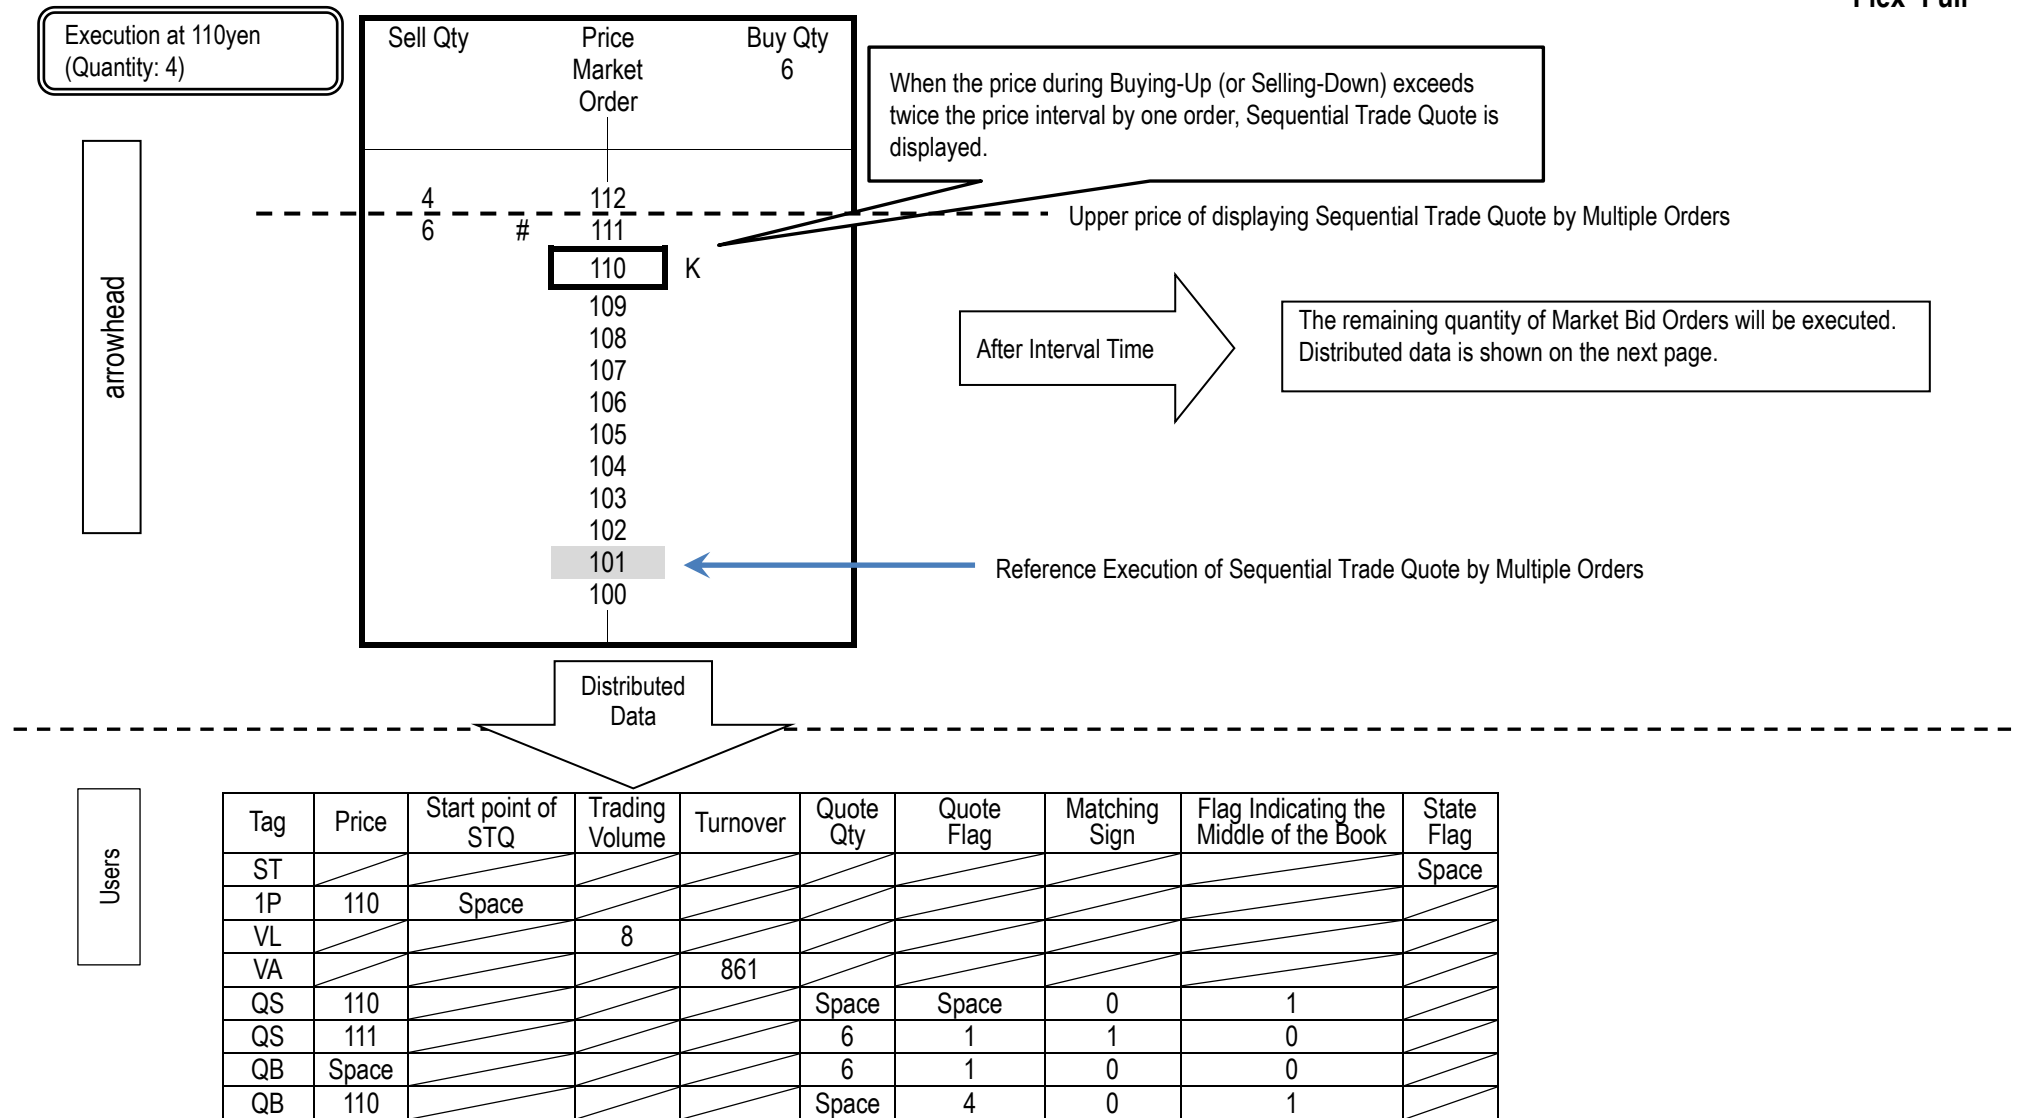 Execution at 110yen
(Quantity: 4)
Sell Qty Price Buy Qty
Market 6
Order
When the price during Buying-Up (or Selling-Down) exceeds
twice the price interval by one order, Sequential Trade Quote is
displayed.
4 112
Upper price of displaying Sequential Trade Quote by Multiple Orders
6 # 111
110 K
109
108
107
106
105
104
103
102
101
100
arrowhead
After Interval Time
The remaining quantity of Market Bid Orders will be executed.
Distributed data is shown on the next page.
Reference Execution of Sequential Trade Quote by Multiple Orders
Distributed
Data
Users
Tag Price Start point of STQ Trading Volume Turnover Quote Qty Quote Flag Matching Sign Flag Indicating the Middle of the Book State Flag
ST Space
1P 110 Space
VL 8
VA 861
QS 110 Space Space 0 1
QS 111 6 1 1 0
QB Space 6 1 0 0
QB 110 Space 4 0 1